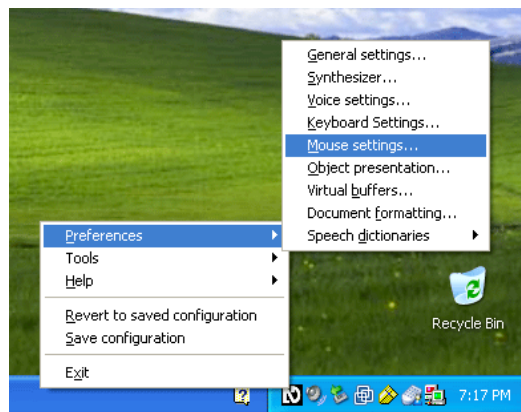 General settings...
Synthesizer...
Voice settings...
Keyboard Settings...
Mouse settings...
Object presentation...
Virtual buffers...
Document formatting...
Speech dictionaries
Preferences
Tools
Help
Revert to saved configuration
Save configuration
Exit
Recycle Bin
7:17 PM